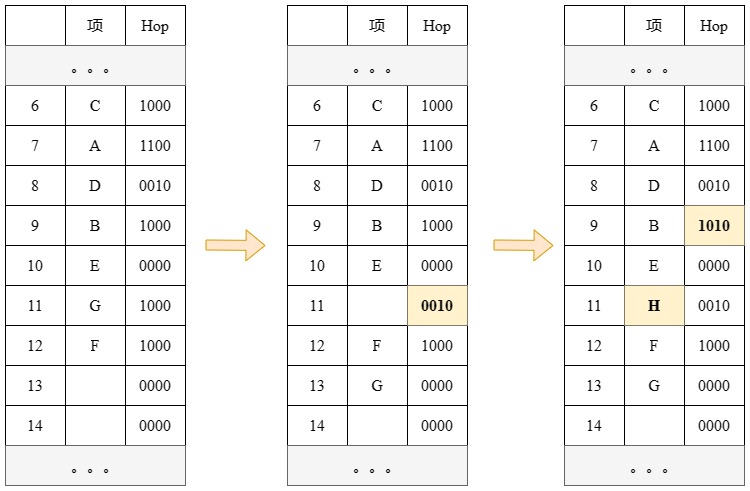 项 Hop
。。。
6 C 1000
7 A 1100
8 D 0010
9 B 1000
10 E 0000
11 G 1000
12 F 1000
13 0000
14 0000
。。。
项 Hop
。。。
6 C 1000
7 A 1100
8 D 0010
9 B 1000
10 E 0000
11 0010
12 F 1000
13 G 0000
14 0000
。。。
项 Hop
。。。
6 C 1000
7 A 1100
8 D 0010
9 B 1010
10 E 0000
11 H 0010
12 F 1000
13 G 0000
14 0000
。。。